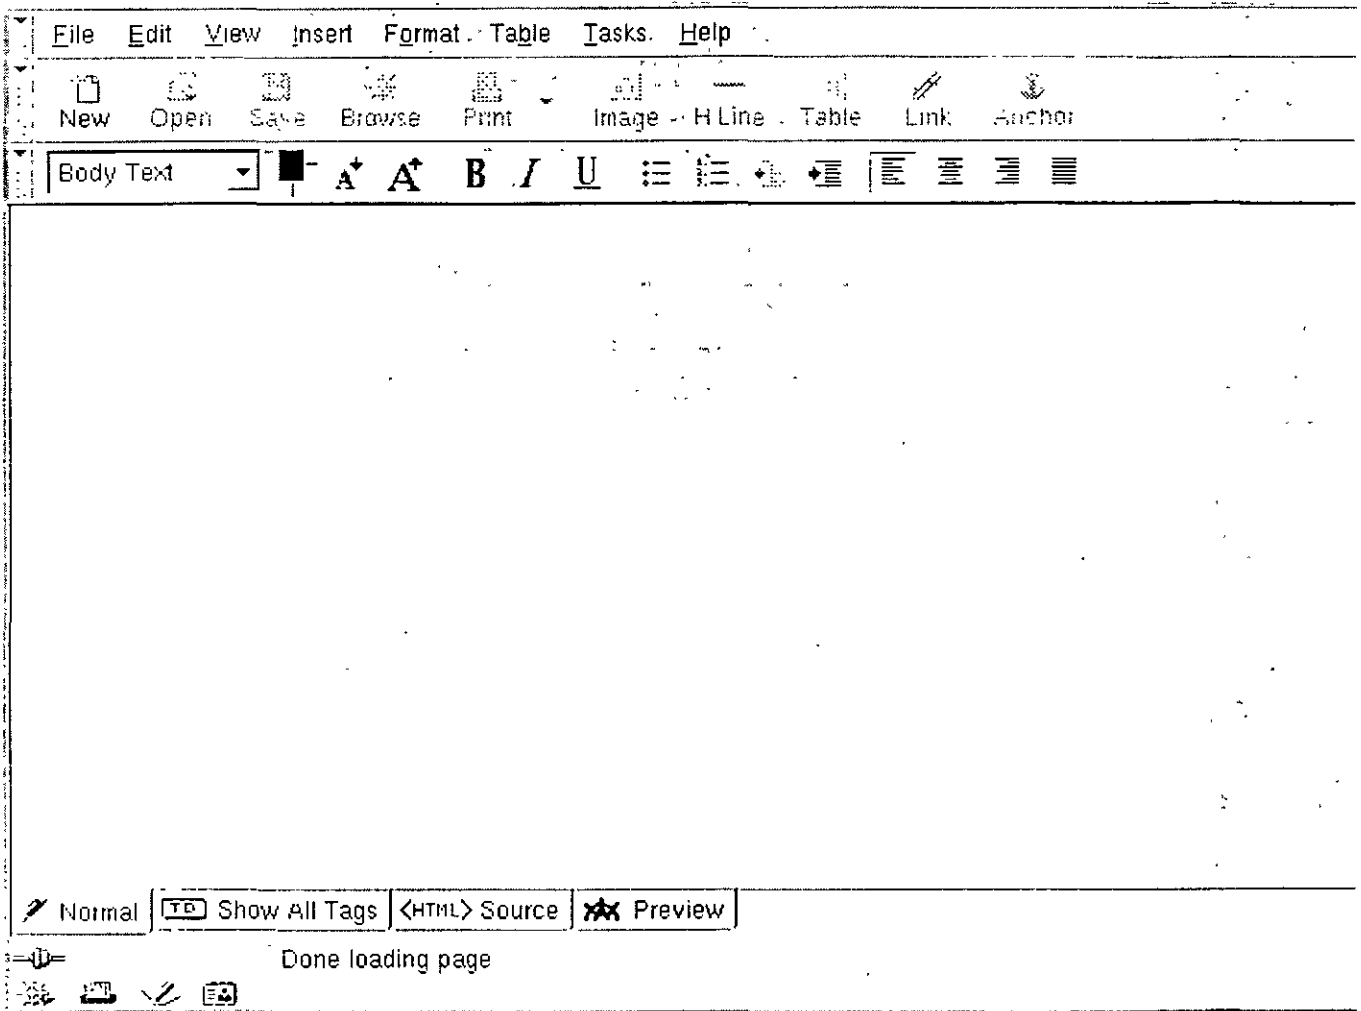 File Edit View Insert Format Table Tasks Help
New Open Save Browse Print Image H.Line Table Link Anchor
Body Text A A B I U
Normal TD Show All Tags <HTML> Source Preview
Done loading page